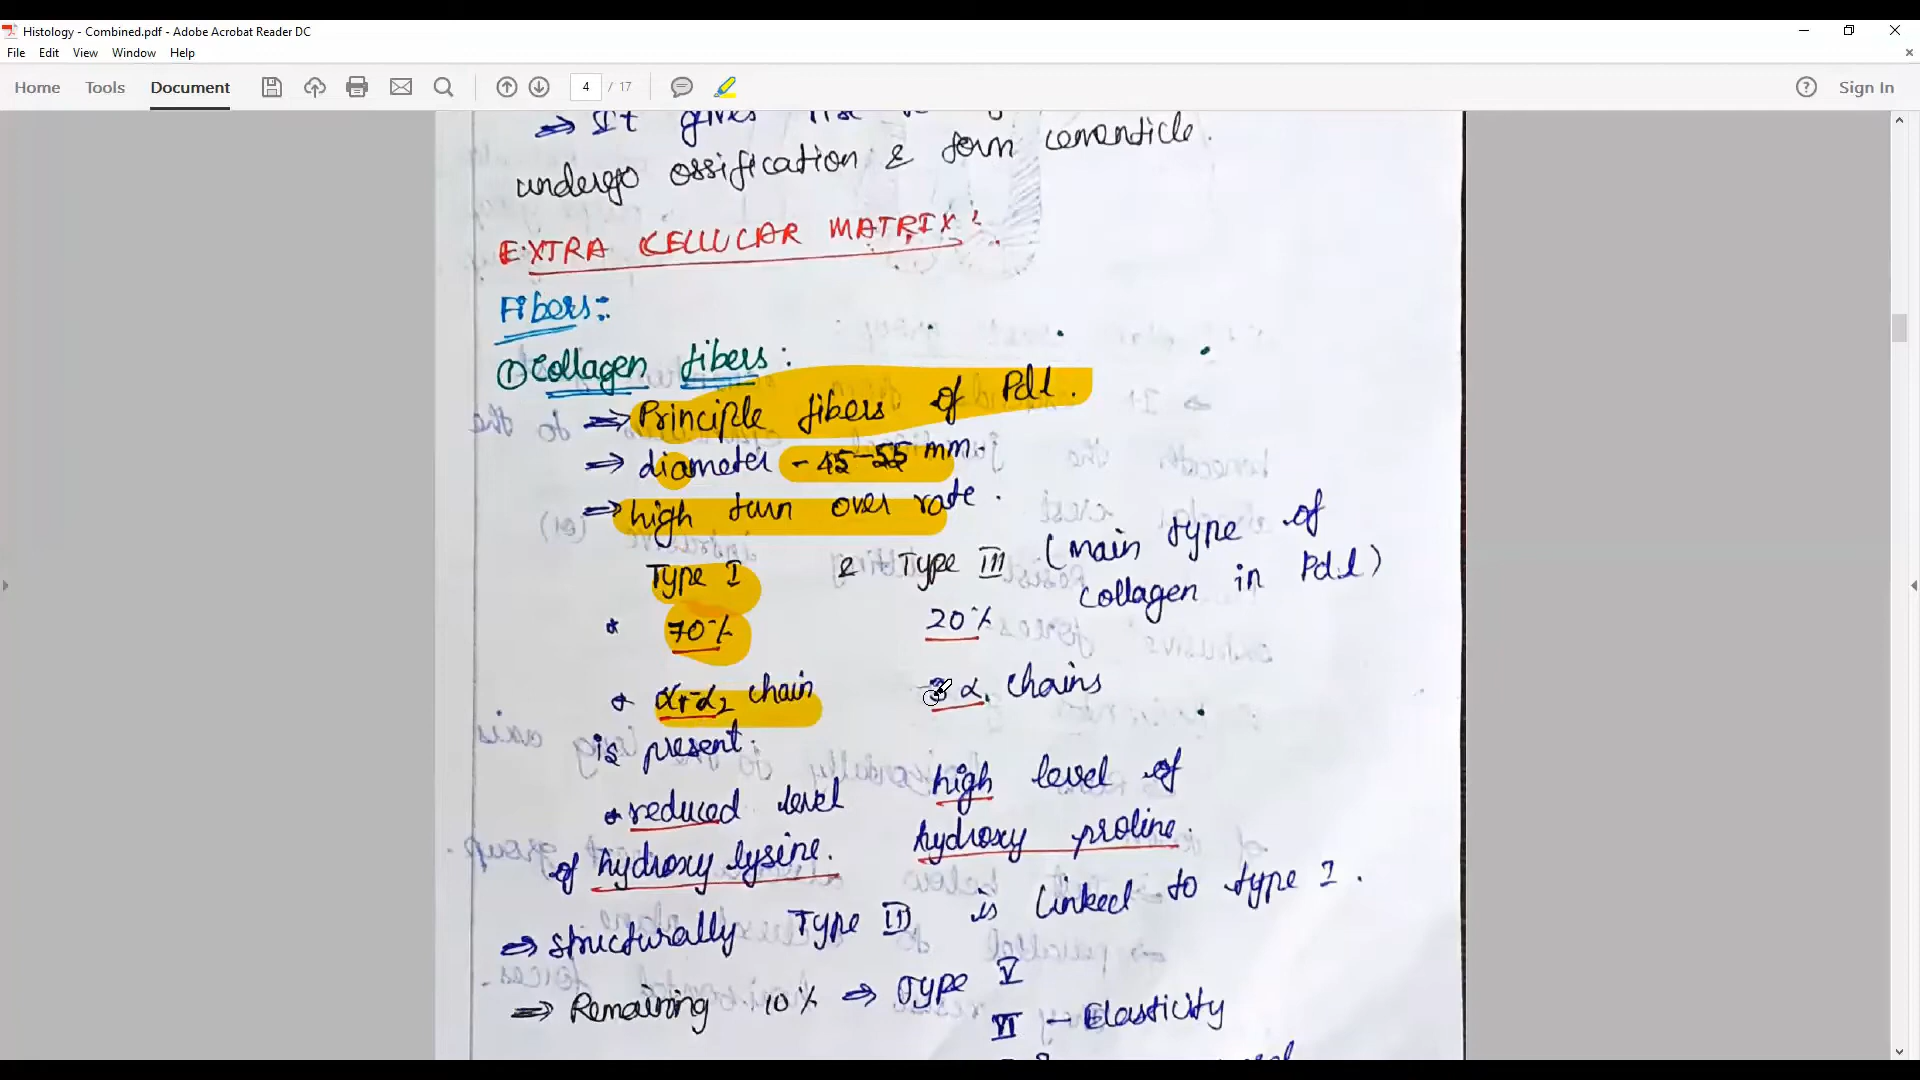 Histology - Combined.pdf - Adobe Acrobat Reader DC
File Edit View Window Help
Home Tools Document 4 / 17 Sign In
⇒ It gives
undergo ossification & form cementicle.
EXTRA CELLULAR MATRIX:
Fibers:
① Collagen fibers:
⇒ Principle fibers of Pdl.
⇒ diameter - 45-55 mm.
⇒ high turn over rate.
Type I & Type III (main type of
collagen in Pdl)
* 70% 20%
* α1-α2 chain 3 α1 chains
is present.
* reduced level high level of
of hydroxy lysine. hydroxy proline.
⇒ structurally Type III is linked to type I.
⇒ Remaining 10% ⇒ Type V
VI - Elasticity